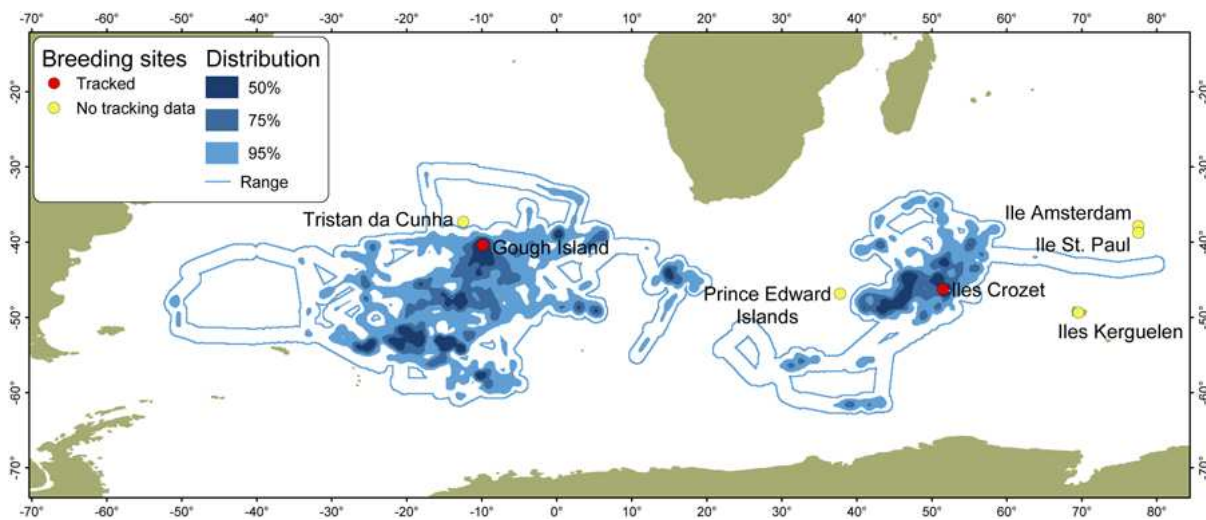 -70° -60° -50° -40° -30° -20° -10° 0° 10° 20° 30° 40° 50° 60° 70° 80°
Breeding sites
Tracked
No tracking data
Distribution
50%
75%
95%
Range
-20° -20°
-30° -30°
Tristan da Cunha
Ile Amsterdam
-40° -40°
Gough Island
Ile St. Paul
Prince Edward
Islands
Iles Crozet
-50° -50°
Iles Kerguelen
-60° -60°
-70° -70°
-70° -60° -50° -40° -30° -20° -10° 0° 10° 20° 30° 40° 50° 60° 70° 80°